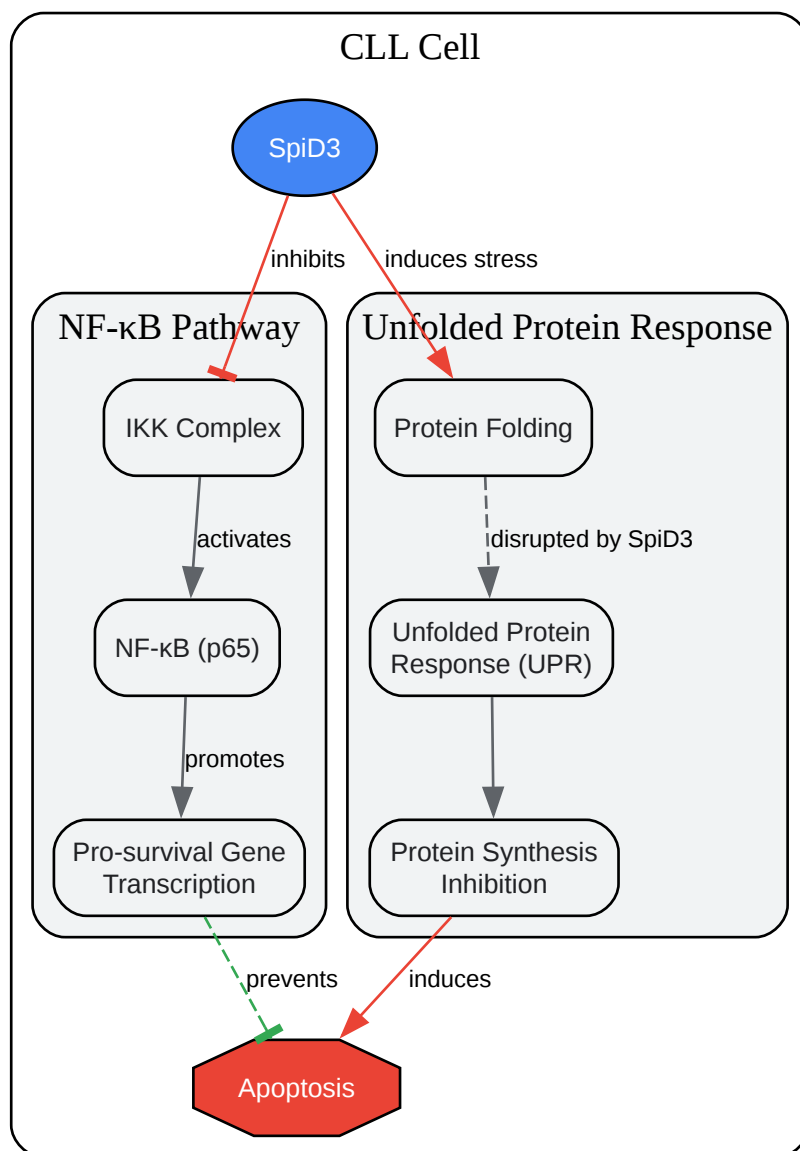 CLL Cell
SpiD3
inhibits
induces stress
NF-κB Pathway
Unfolded Protein Response
IKK Complex
Protein Folding
activates
disrupted by SpiD3
NF-κB (p65)
Unfolded Protein
Response (UPR)
promotes
Pro-survival Gene
Transcription
Protein Synthesis
Inhibition
prevents
induces
Apoptosis